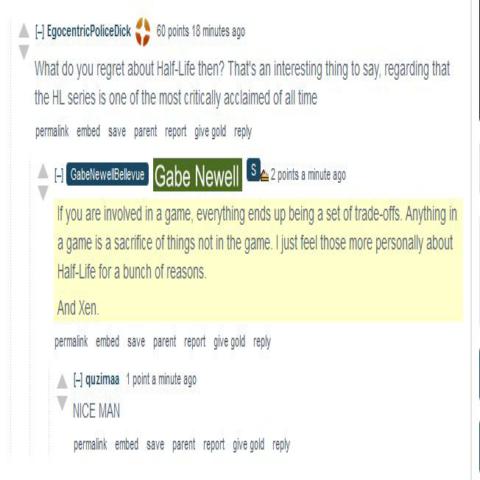 [–] EgocentricPoliceDick 60 points 18 minutes ago
What do you regret about Half-Life then? That's an interesting thing to say, regarding that
the HL series is one of the most critically acclaimed of all time
permalink embed save parent report give gold reply
[–] GabeNewellBellevue Gabe Newell S 2 points a minute ago
If you are involved in a game, everything ends up being a set of trade-offs. Anything in
a game is a sacrifice of things not in the game. I just feel those more personally about
Half-Life for a bunch of reasons.
And Xen.
permalink embed save parent report give gold reply
[–] quzimaa 1 point a minute ago
NICE MAN
permalink embed save parent report give gold reply